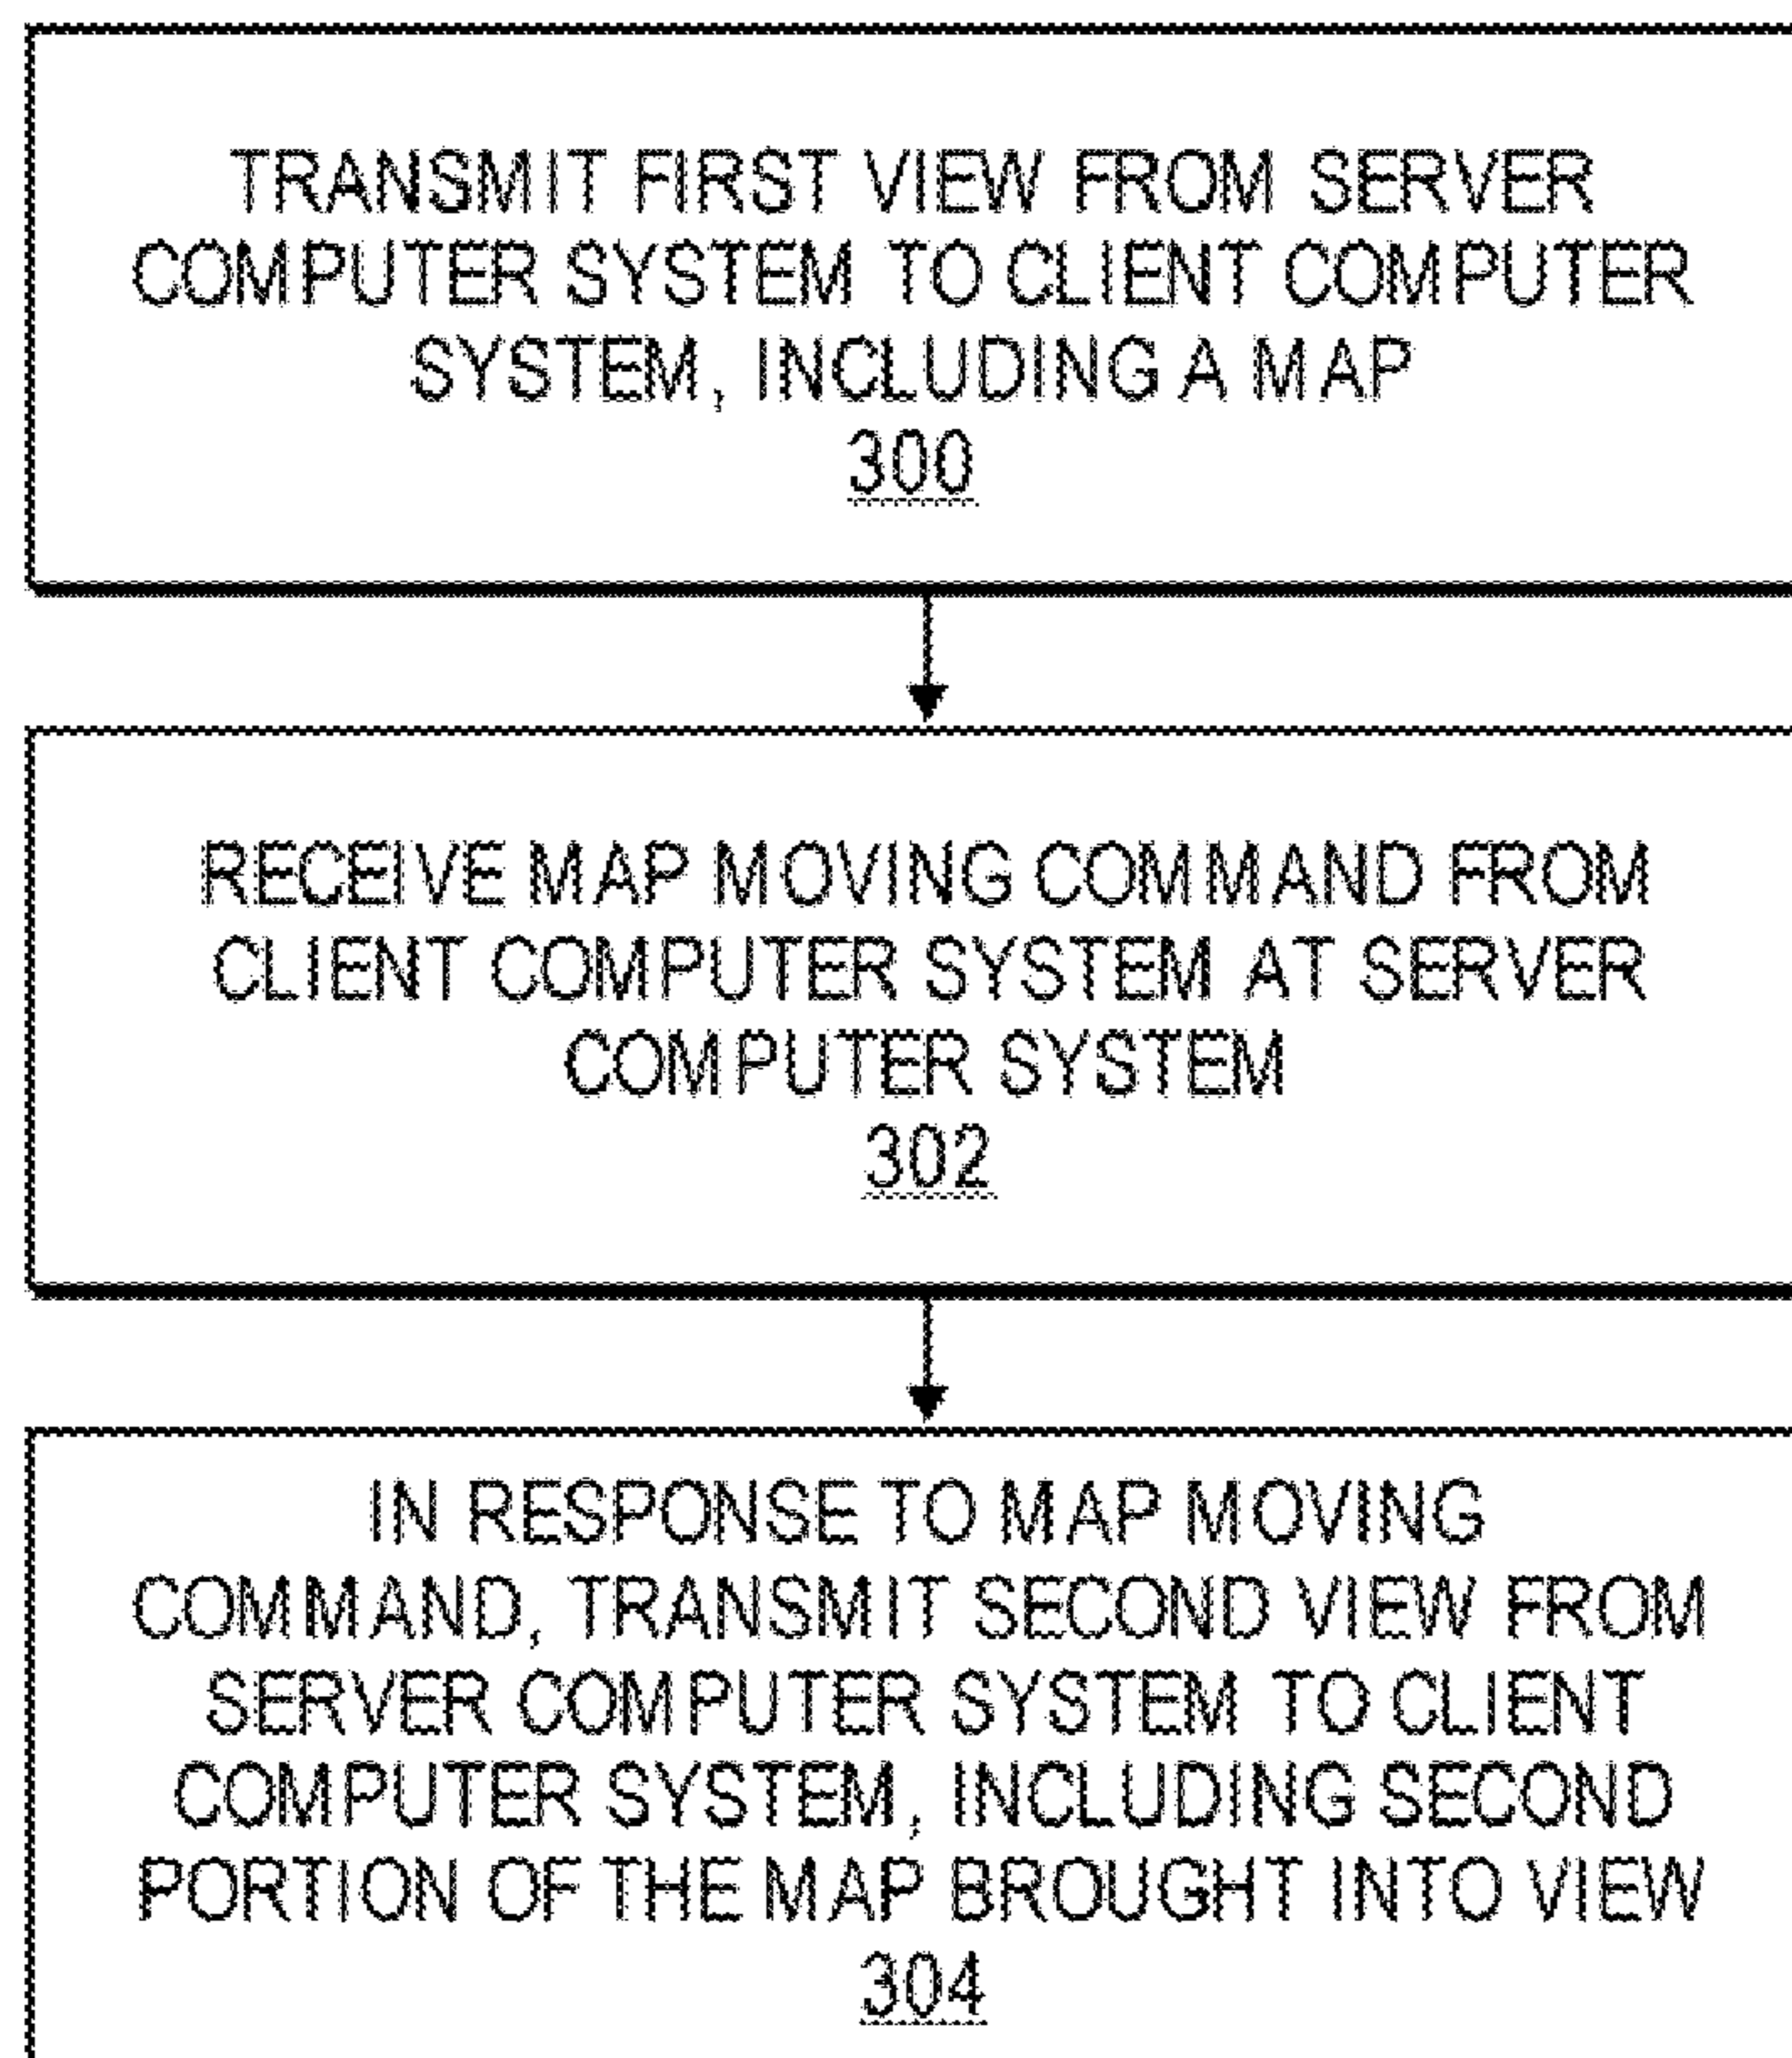 TRANSMIT FIRST VIEW FROM SERVER
COMPUTER SYSTEM TO CLIENT COMPUTER
SYSTEM, INCLUDING A MAP
300
RECEIVE MAP MOVING COMMAND FROM
CLIENT COMPUTER SYSTEM AT SERVER
COMPUTER SYSTEM
302
IN RESPONSE TO MAP MOVING
COMMAND, TRANSMIT SECOND VIEW FROM
SERVER COMPUTER SYSTEM TO CLIENT
COMPUTER SYSTEM, INCLUDING SECOND
PORTION OF THE MAP BROUGHT INTO VIEW
304